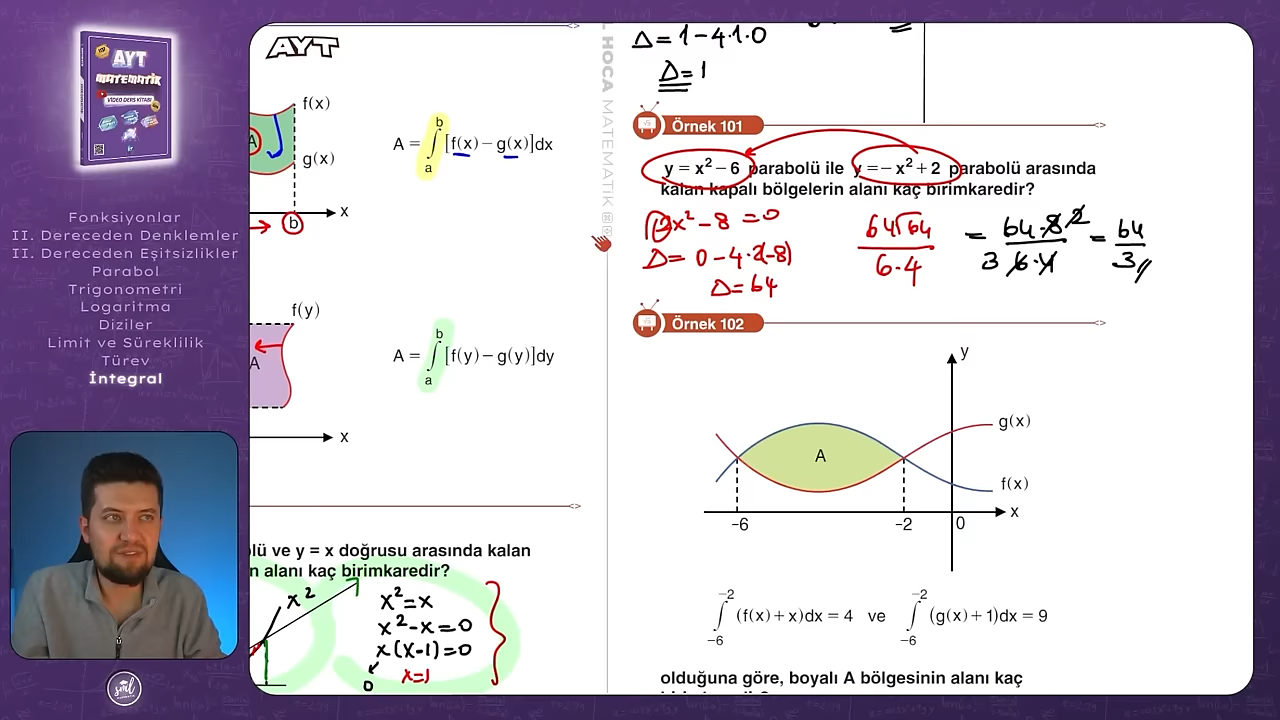 AYT
MATEMATİK
VİDEO DERS KİTABI
Fonksiyonlar
II. Dereceden Denklemler
II. Dereceden Eşitsizlikler
Parabol
Trigonometri
Logaritma
Diziler
Limit ve Süreklilik
Türev
İntegral
sml
AYT
f(x)
A
g(x)
x
b
A = ∫ₐᵇ [f(x) − g(x)]dx
f(y)
A
x
A = ∫ₐᵇ [f(y) − g(y)]dy
lü ve y = x doğrusu arasında kalan
n alanı kaç birimkaredir?
x²
x² = x
x² - x = 0
x(x-1) = 0
0
x=1
HOCA MATEMATİK
Δ = 1 - 4·1·0
Δ = 1
Örnek 101
y = x² − 6 parabolü ile y = − x² + 2 parabolü arasında
kalan kapalı bölgelerin alanı kaç birimkaredir?
2x² - 8 = 0
Δ = 0 - 4·2(-8)
Δ = 64
64√64 / 6·4 = 64·8 2 / 3 6·4 = 64/3
Örnek 102
y
g(x)
A
f(x)
x
-6 -2 0
∫₋₆⁻² (f(x) + x)dx = 4 ve ∫₋₆⁻² (g(x) + 1)dx = 9
olduğuna göre, boyalı A bölgesinin alanı kaç